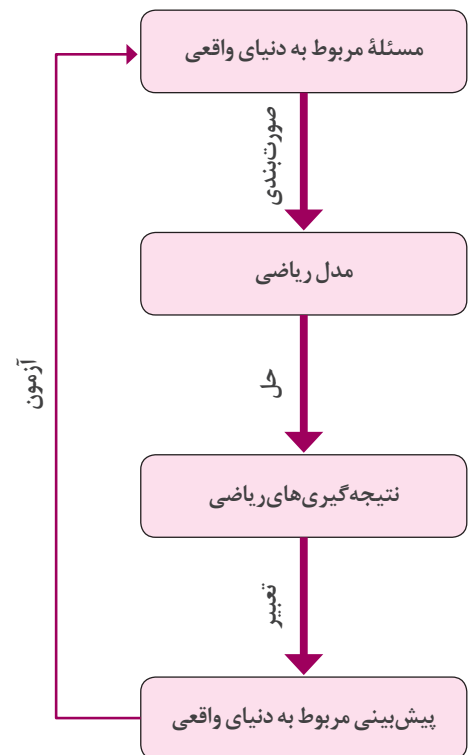 مسئلهٔ مربوط به دنیای واقعی
صورت‌بندی
مدل ریاضی
حل
نتیجه‌گیری‌های ریاضی
تعبیر
پیش‌بینی مربوط به دنیای واقعی
آزمون